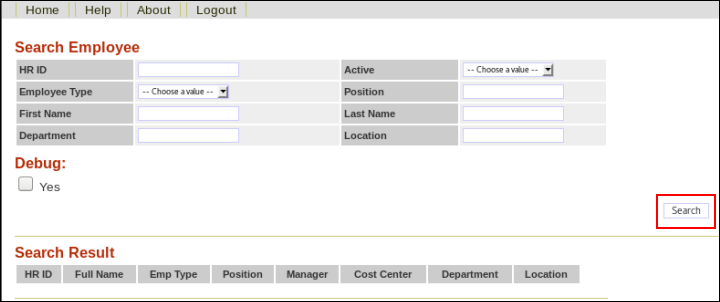 Home Help About Logout
Search Employee
HR ID Active -- Choose a value --
Employee Type -- Choose a value -- Position
First Name Last Name
Department Location
Debug:
Yes
Search
Search Result
HR ID Full Name Emp Type Position Manager Cost Center Department Location